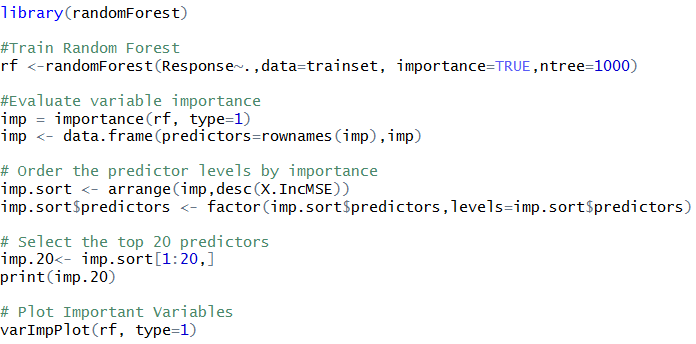 library(randomForest)
#Train Random Forest
rf <-randomForest(Response~.,data=trainset, importance=TRUE,ntree=1000)
#Evaluate variable importance
imp = importance(rf, type=1)
imp <- data.frame(predictors=rownames(imp),imp)
# Order the predictor levels by importance
imp.sort <- arrange(imp,desc(X.IncMSE))
imp.sort$predictors <- factor(imp.sort$predictors,levels=imp.sort$predictors)
# Select the top 20 predictors
imp.20<- imp.sort[1:20,]
print(imp.20)
# Plot Important Variables
varImpPlot(rf, type=1)